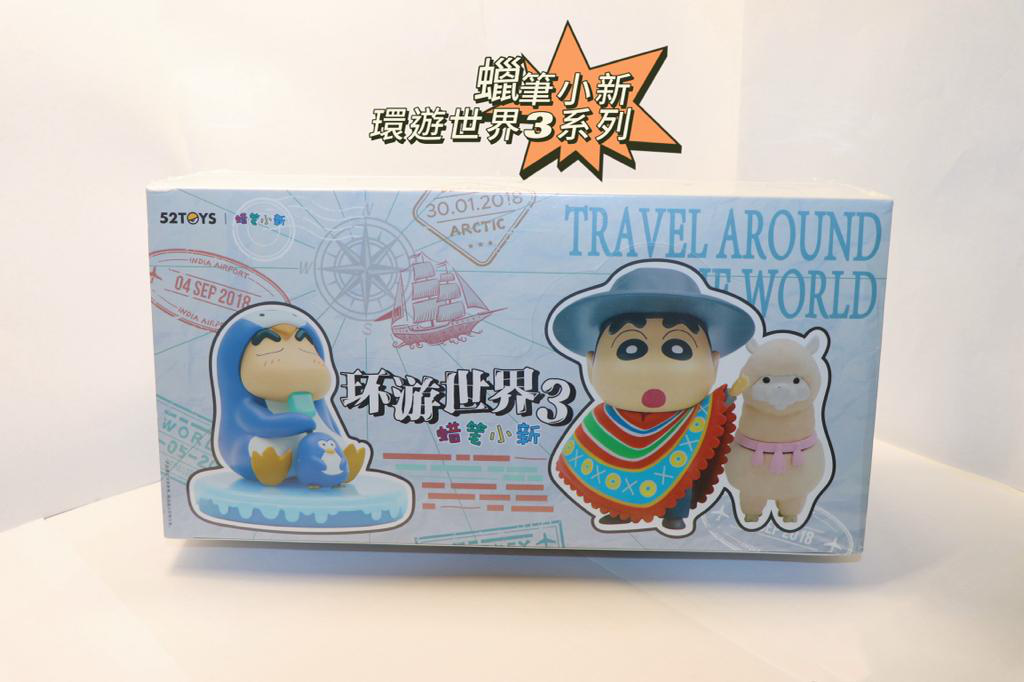 蠟筆小新
環遊世界3系列
52TOYS | 蜡笔小新
30.01.2018
ARCTIC
TRAVEL AROUND
WORLD
INDIA AIRPORT
04 SEP 2018
W
S
环游世界3
蜡笔小新